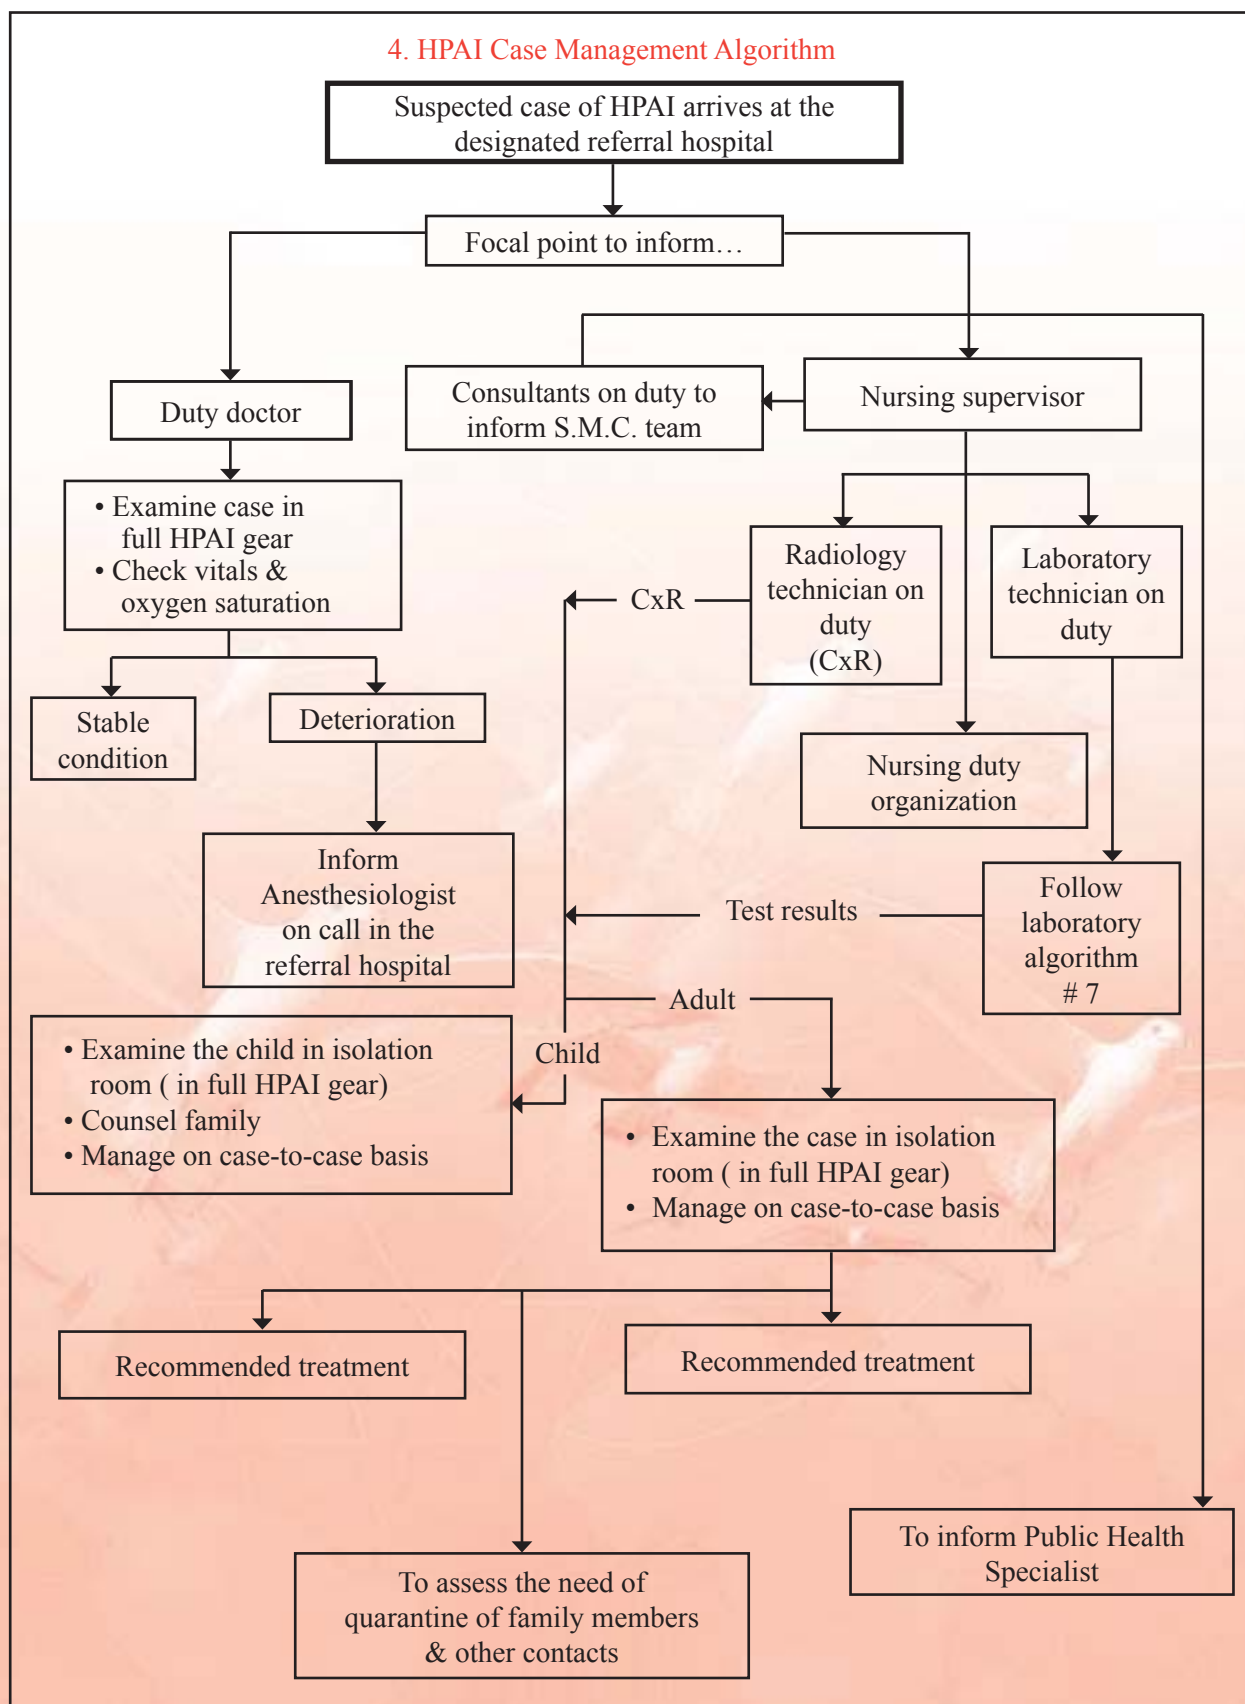 4. HPAI Case Management Algorithm
Suspected case of HPAI arrives at the
designated referral hospital
Focal point to inform…
Duty doctor
Consultants on duty to
inform S.M.C. team
Nursing supervisor
• Examine case in
full HPAI gear
• Check vitals &
oxygen saturation
Radiology
technician on
duty
(CxR)
Laboratory
technician on
duty
CxR
Stable
condition
Deterioration
Nursing duty
organization
Inform
Anesthesiologist
on call in the
referral hospital
Test results
Follow
laboratory
algorithm
# 7
Adult
Child
• Examine the child in isolation
room ( in full HPAI gear)
• Counsel family
• Manage on case-to-case basis
• Examine the case in isolation
room ( in full HPAI gear)
• Manage on case-to-case basis
Recommended treatment
Recommended treatment
To inform Public Health
Specialist
To assess the need of
quarantine of family members
& other contacts